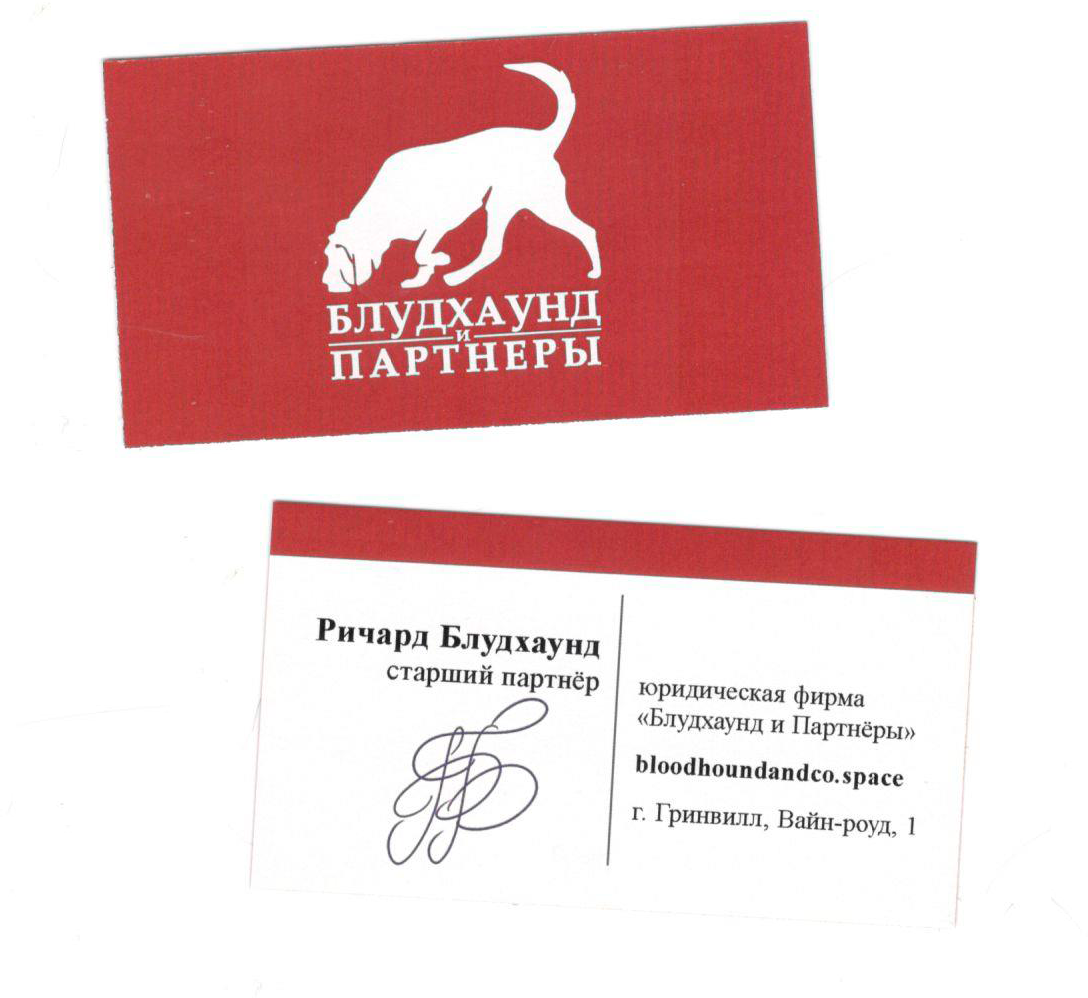 БЛУДХАУНД
и
ПАРТНЕРЫ
Ричард Блудхаунд
старший партнёр
юридическая фирма
«Блудхаунд и Партнёры»
bloodhoundandco.space
г. Гринвилл, Вайн-роуд, 1